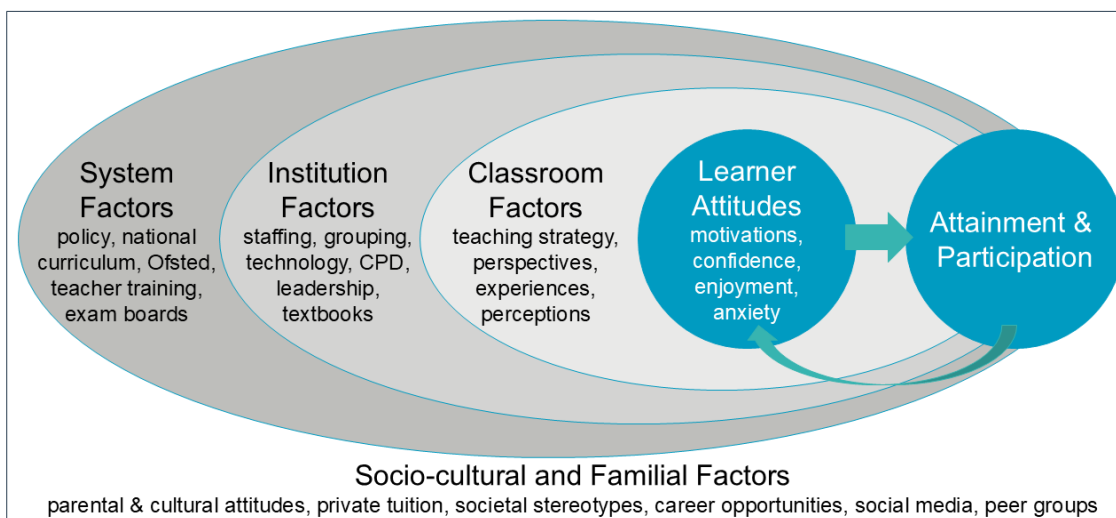 System
Factors
policy, national
curriculum, Ofsted,
teacher training,
exam boards
Institution
Factors
staffing, grouping,
technology, CPD,
leadership,
textbooks
Classroom
Factors
teaching strategy,
perspectives,
experiences,
perceptions
Learner
Attitudes
motivations,
confidence,
enjoyment,
anxiety
Attainment &
Participation
Socio-cultural and Familial Factors
parental & cultural attitudes, private tuition, societal stereotypes, career opportunities, social media, peer groups